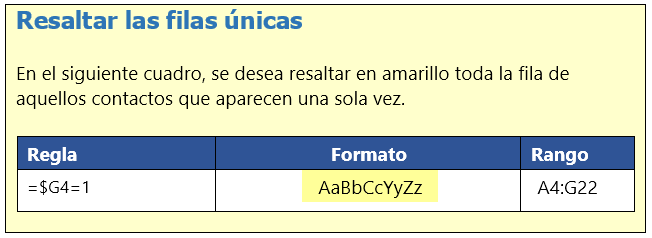 Resaltar las filas únicas
En el siguiente cuadro, se desea resaltar en amarillo toda la fila de
aquellos contactos que aparecen una sola vez.
Regla Formato Rango
=$G4=1 AaBbCcYyZz A4:G22